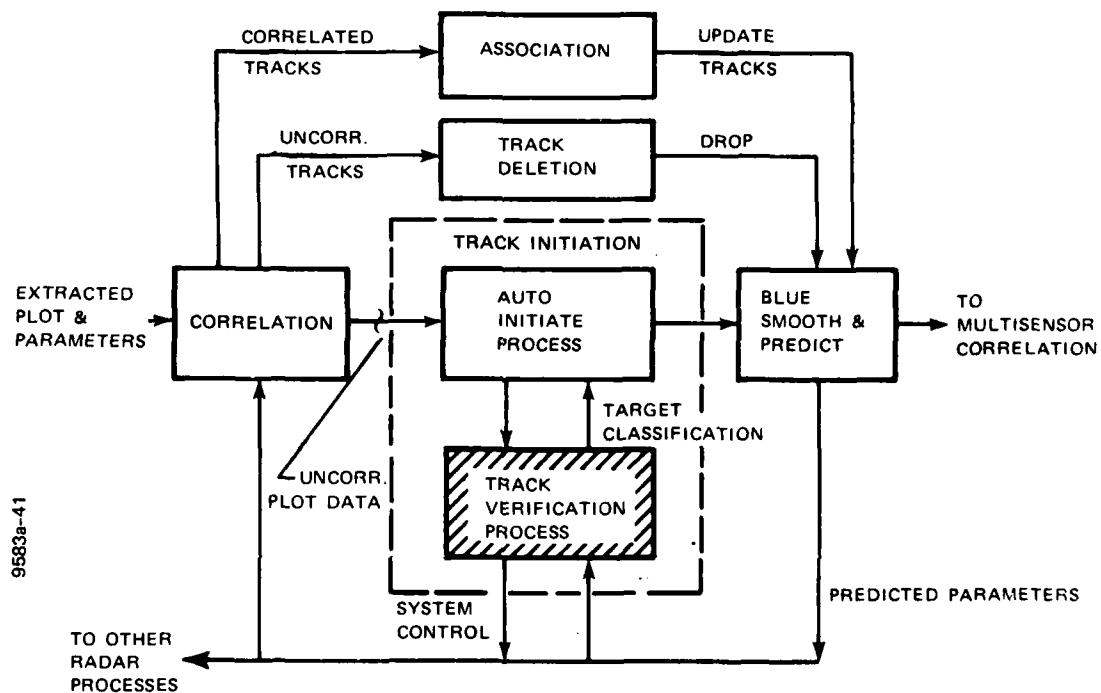 CORRELATED
TRACKS
ASSOCIATION
UPDATE
TRACKS
UNCORR.
TRACKS
TRACK
DELETION
DROP
TRACK INITIATION
EXTRACTED
PLOT &
PARAMETERS
CORRELATION
AUTO
INITIATE
PROCESS
BLUE
SMOOTH &
PREDICT
TO
MULTISENSOR
CORRELATION
TARGET
CLASSIFICATION
UNCORR.
PLOT DATA
TRACK
VERIFICATION
PROCESS
SYSTEM
CONTROL
PREDICTED PARAMETERS
TO OTHER
RADAR
PROCESSES
9583a-41